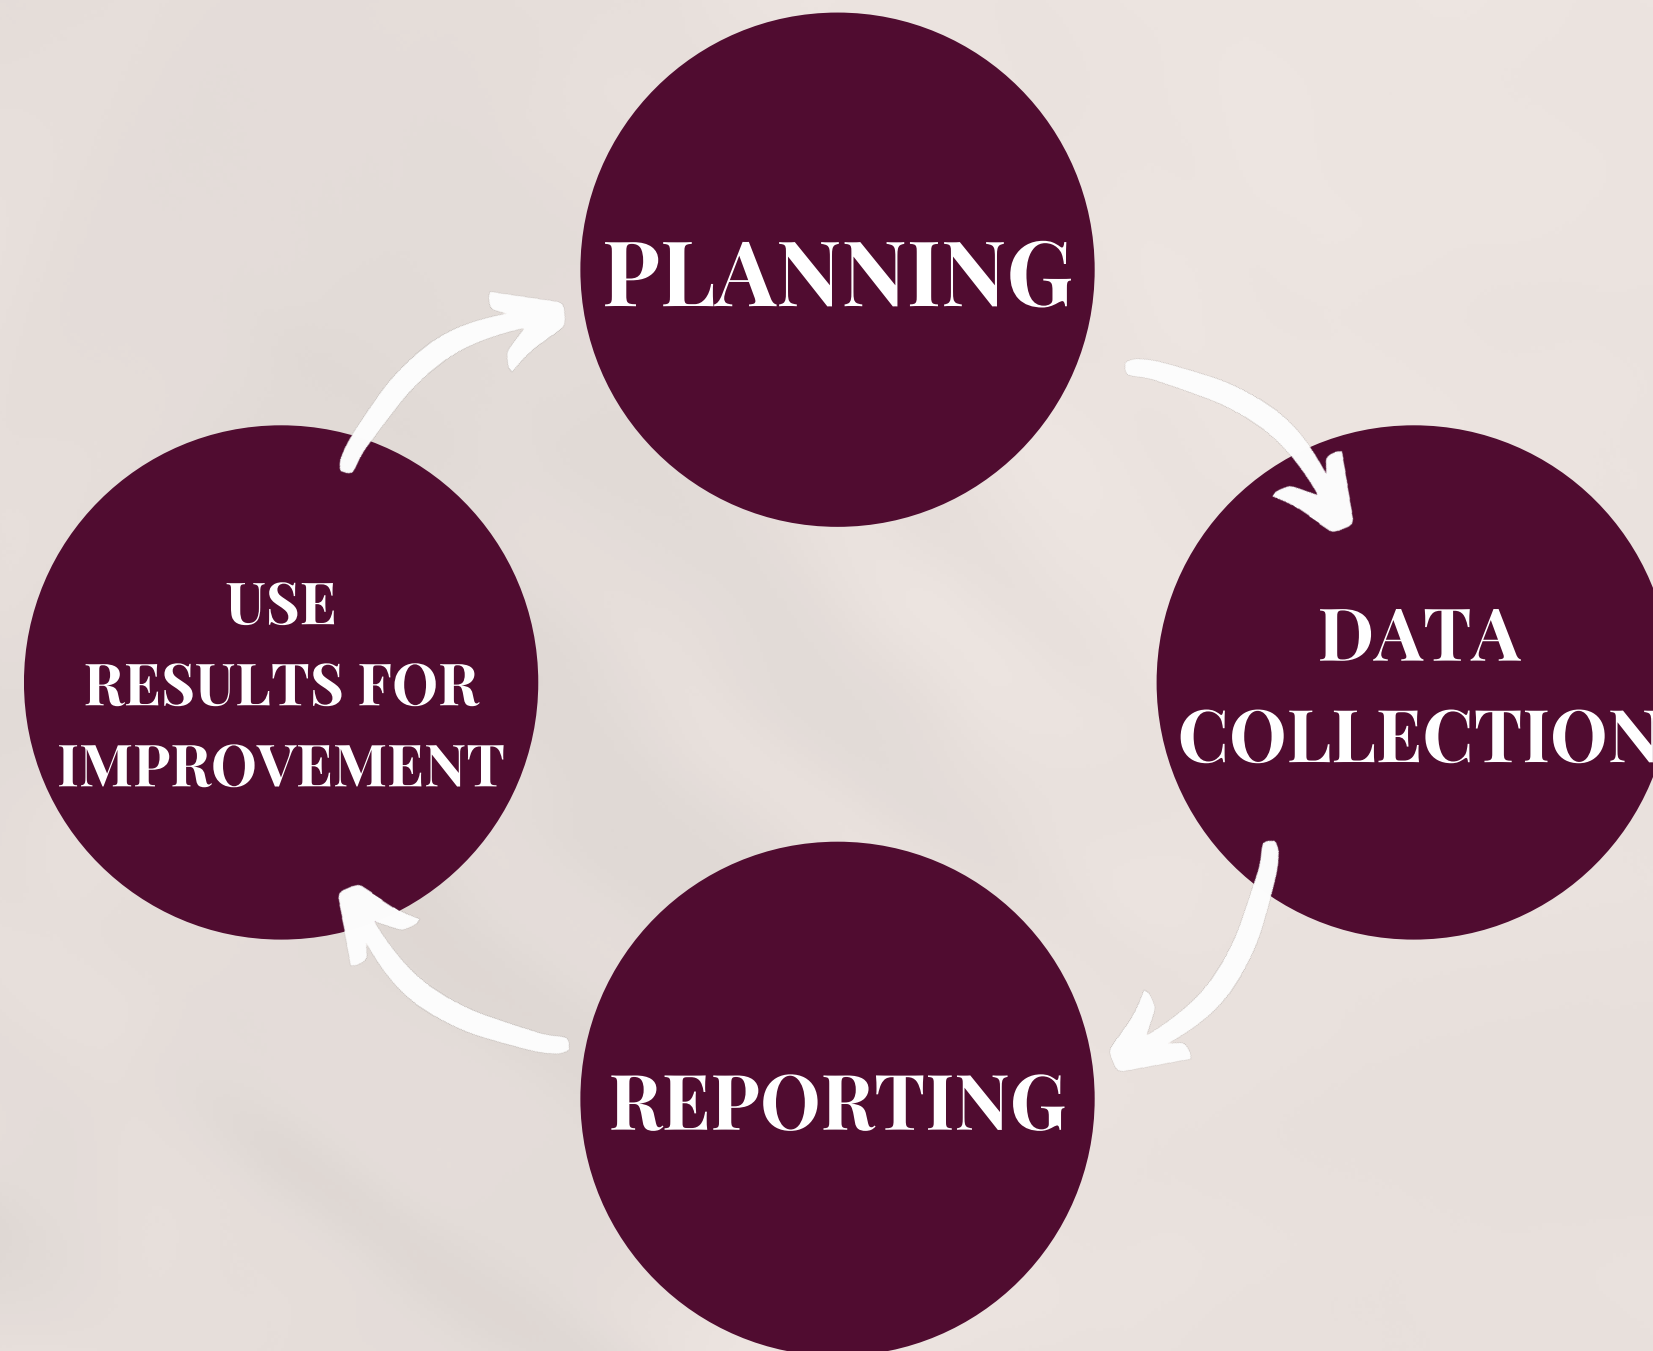 PLANNING
DATA
COLLECTION
REPORTING
USE
RESULTS FOR
IMPROVEMENT